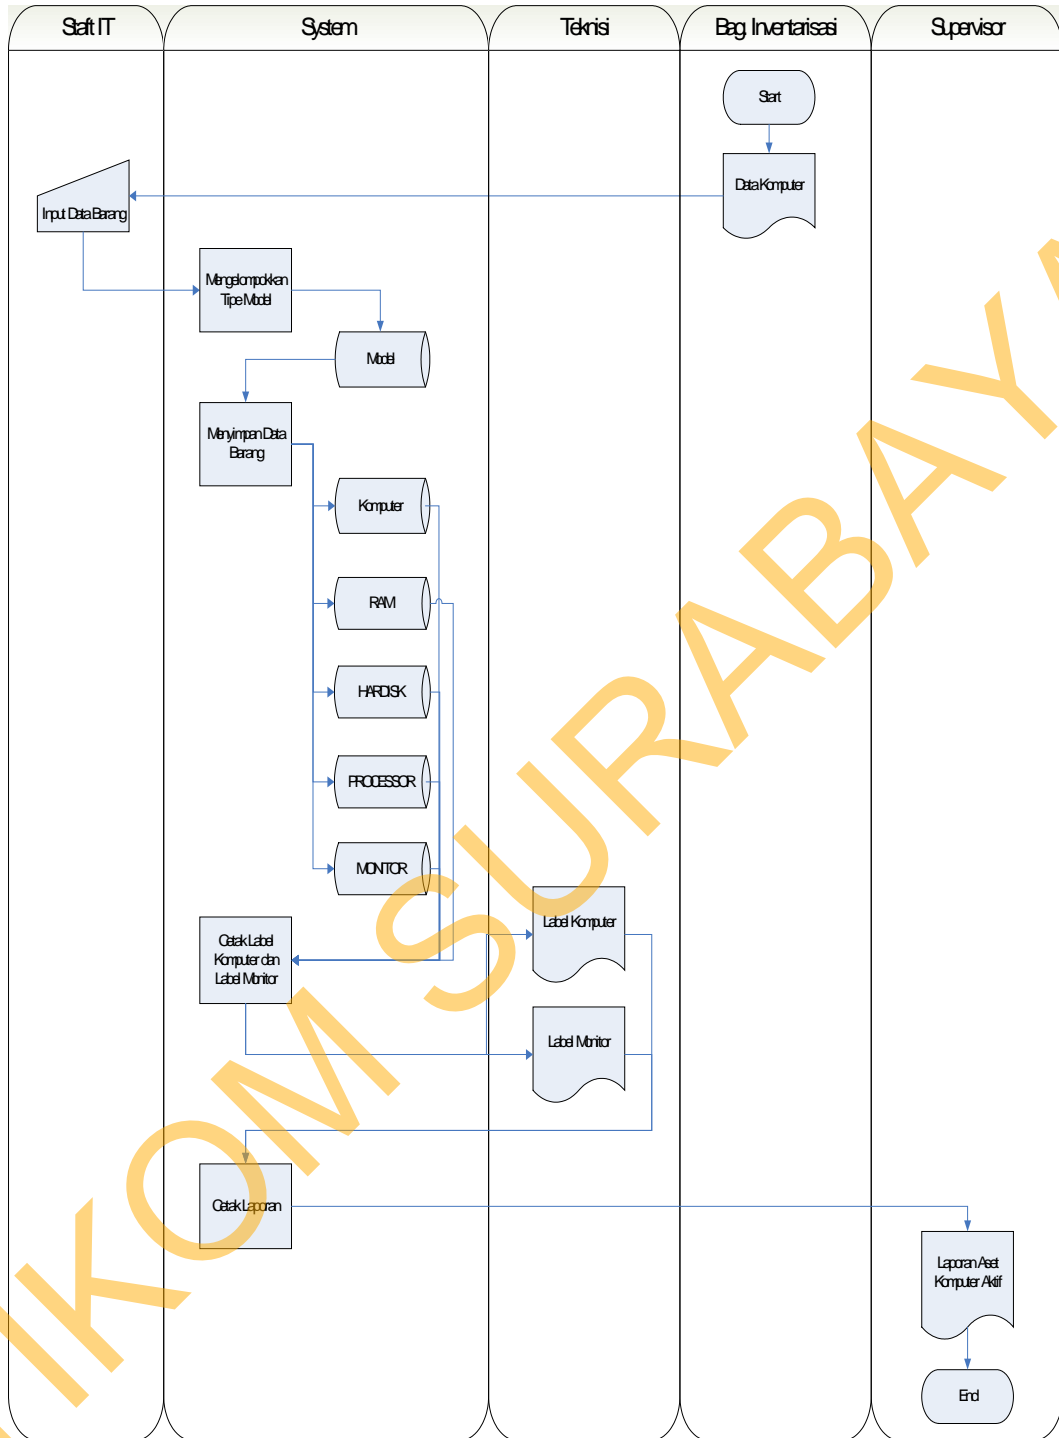 Staff IT
System
Teknisi
Bag. Inventarisasi
Supervisor
Start
Data Komputer
Input Data Barang
Mengelompokkan
Tipe Model
Model
Menyimpan Data
Barang
Komputer
RAM
HARDISK
PROCESSOR
MONITOR
Cetak Label
Komputer dan
Label Monitor
Label Komputer
Label Monitor
Cetak Laporan
Laporan Aset
Komputer Aktif
End
IKOM SURABAYA